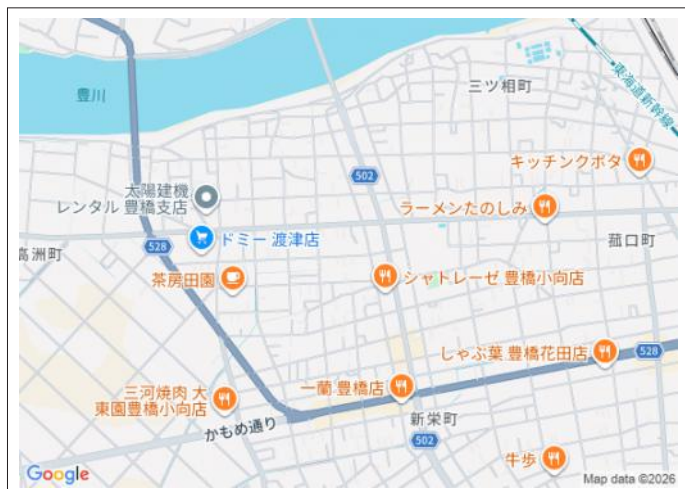 豊川
三ツ相町
東海道新幹線
キッチンクボタ
502
太陽建機
レンタル 豊橋支店
ラーメンたのしみ
ドミー 渡津店
菰口町
528
高洲町
茶房田園
シャトレーゼ 豊橋小向店
しゃぶ葉 豊橋花田店
528
一蘭 豊橋店
三河焼肉 大
東園豊橋小向店
かもめ通り
新栄町
502
牛歩
Google
Map data ©2026